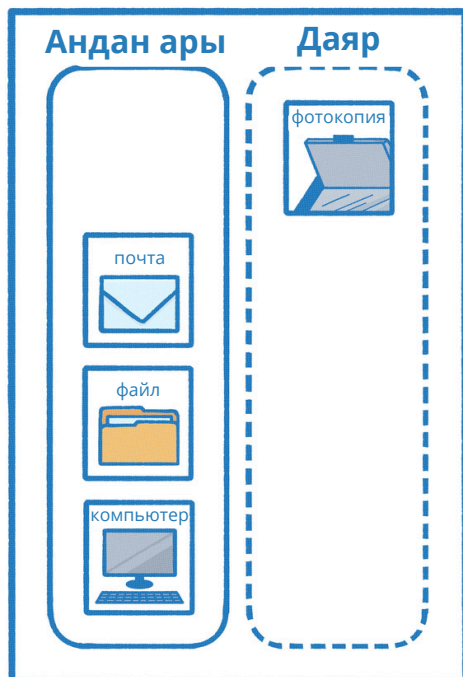 Андан ары
Даяр
фотокопия
почта
файл
компьютер